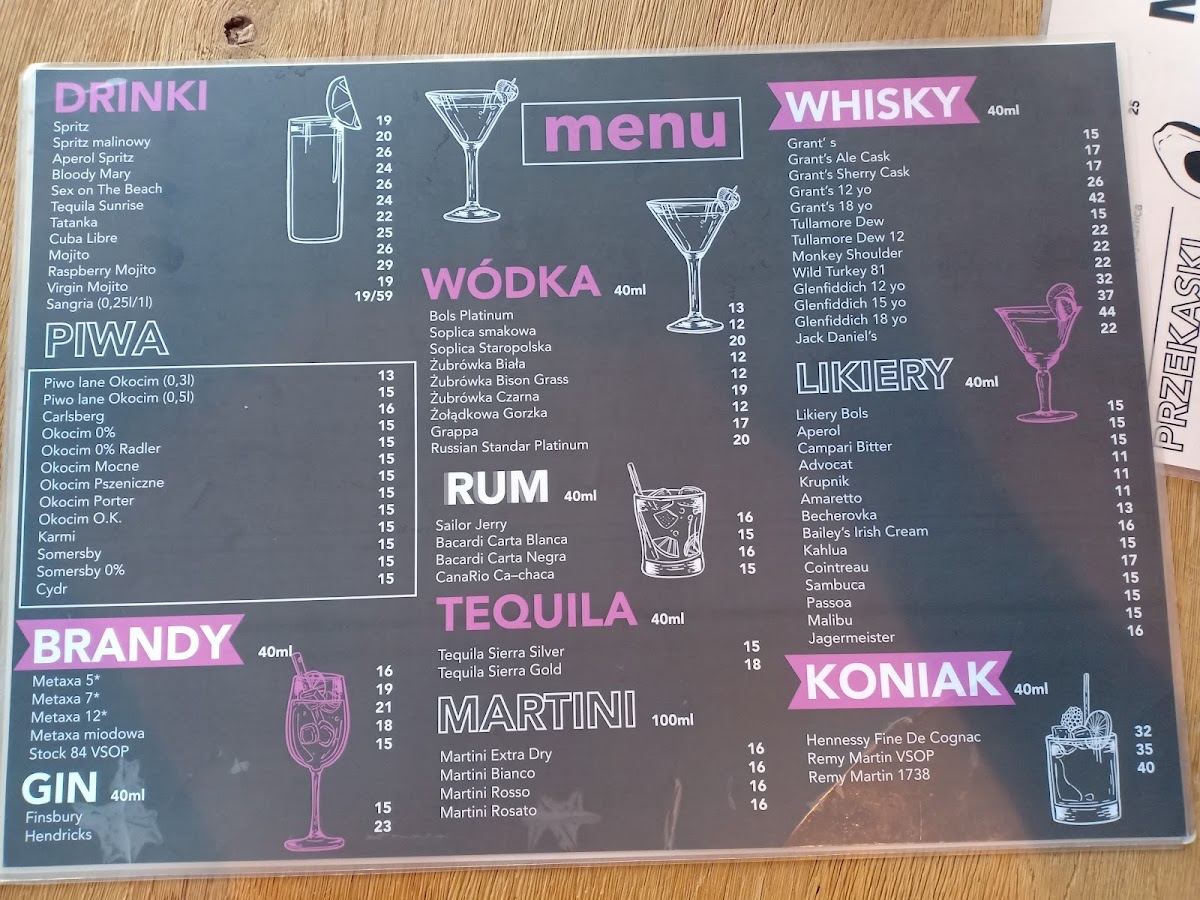 DRINKI
Spritz 19
Spritz malinowy 20
Aperol Spritz 26
Bloody Mary 24
Sex on The Beach 26
Tequila Sunrise 24
Tatanka 22
Cuba Libre 25
Mojito 26
Raspberry Mojito 29
Virgin Mojito 19
Sangria (0,25l/1l) 19/59
PIWA
Piwo lane Okocim (0,3l) 13
Piwo lane Okocim (0,5l) 15
Carlsberg 16
Okocim 0% 15
Okocim 0% Radler 15
Okocim Mocne 15
Okocim Pszeniczne 15
Okocim Porter 15
Okocim O.K. 15
Karmi 15
Somersby 15
Somersby 0% 15
Cydr 15
BRANDY 40ml
Metaxa 5* 16
Metaxa 7* 19
Metaxa 12* 21
Metaxa miodowa 18
Stock 84 VSOP 15
GIN 40ml
Finsbury 15
Hendricks 23
menu
WÓDKA 40ml
Bols Platinum 13
Soplica smakowa 12
Soplica Staropolska 20
Żubrówka Biała 12
Żubrówka Bison Grass 12
Żubrówka Czarna 19
Żołądkowa Gorzka 12
Grappa 17
Russian Standar Platinum 20
RUM 40ml
Sailor Jerry 16
Bacardi Carta Blanca 15
Bacardi Carta Negra 16
CanaRio Ca–chaca 15
TEQUILA 40ml
Tequila Sierra Silver 15
Tequila Sierra Gold 18
MARTINI 100ml
Martini Extra Dry 16
Martini Bianco 16
Martini Rosso 16
Martini Rosato 16
WHISKY 40ml
Grant' s 15
Grant's Ale Cask 17
Grant's Sherry Cask 17
Grant's 12 yo 26
Grant's 18 yo 42
Tullamore Dew 15
Tullamore Dew 12 22
Monkey Shoulder 22
Wild Turkey 81 22
Glenfiddich 12 yo 32
Glenfiddich 15 yo 37
Glenfiddich 18 yo 44
Jack Daniel's 22
LIKIERY 40ml
Likiery Bols 15
Aperol 15
Campari Bitter 15
Advocat 11
Krupnik 11
Amaretto 11
Becherovka 13
Bailey's Irish Cream 16
Kahlua 15
Cointreau 17
Sambuca 15
Passoa 15
Malibu 15
Jagermeister 16
KONIAK 40ml
Hennessy Fine De Cognac 32
Remy Martin VSOP 35
Remy Martin 1738 40
25
PRZEKĄSKI